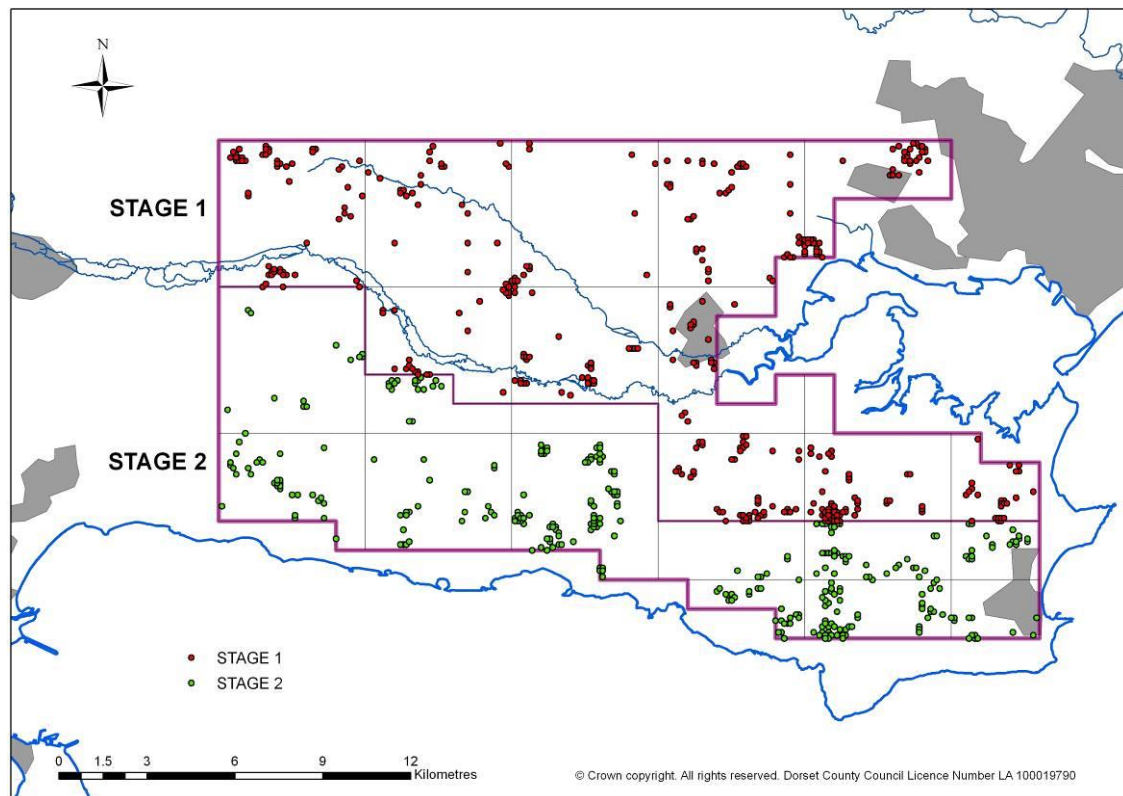 N
STAGE 1
STAGE 2
STAGE 1
STAGE 2
0 1.5 3 6 9 12
Kilometres
© Crown copyright. All rights reserved. Dorset County Council Licence Number LA 100019790